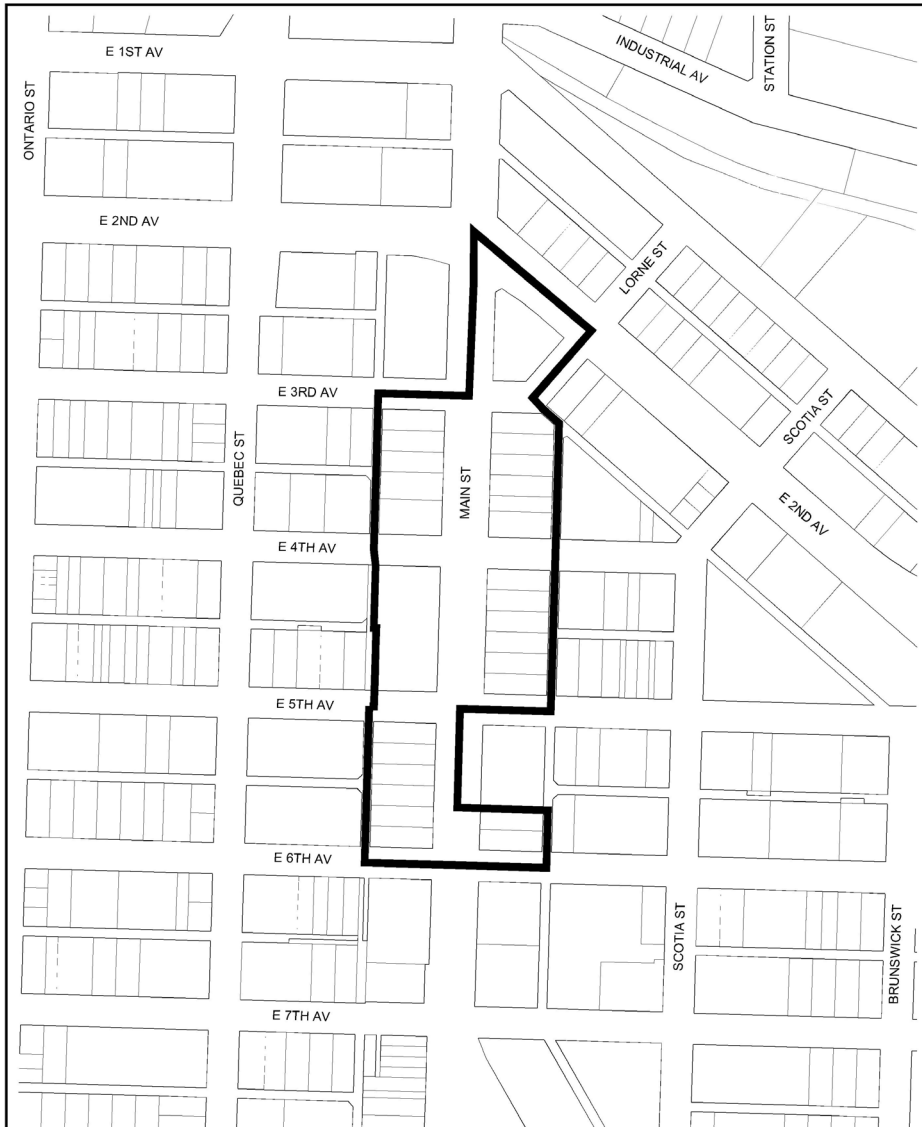 E 1ST AV
INDUSTRIAL AV
STATION ST
ONTARIO ST
E 2ND AV
LORNE ST
E 3RD AV
QUEBEC ST
MAIN ST
SCOTIA ST
E 2ND AV
E 4TH AV
E 5TH AV
E 6TH AV
SCOTIA ST
BRUNSWICK ST
E 7TH AV